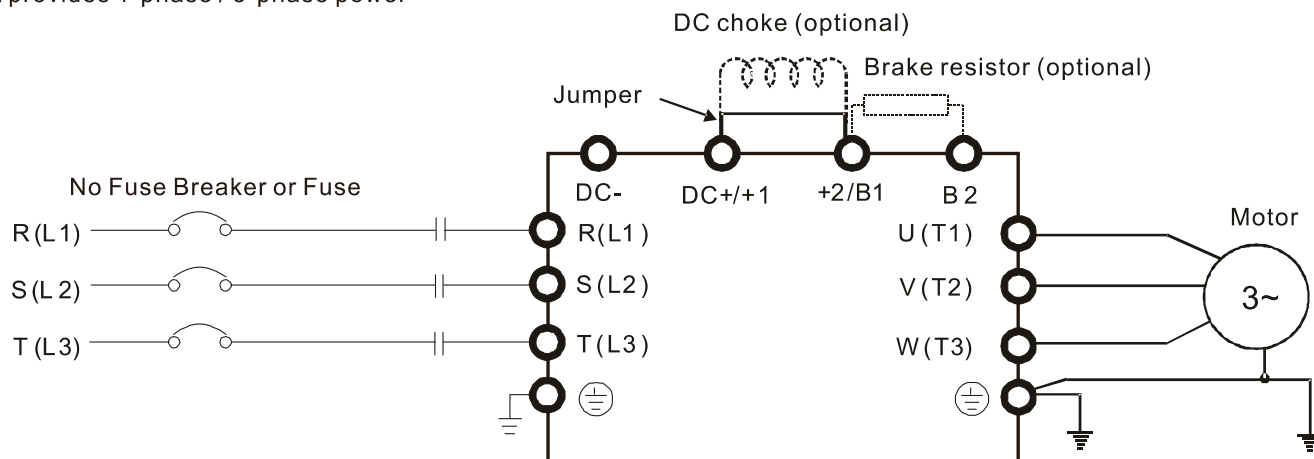 provides 1-phase / 3-phase power
DC choke (optional)
Brake resistor (optional)
Jumper
No Fuse Breaker or Fuse
DC-
DC+/+1
+2/B1
B2
Motor
R(L1)
R(L1)
U(T1)
S(L2)
S(L2)
V(T2)
3~
T(L3)
T(L3)
W(T3)